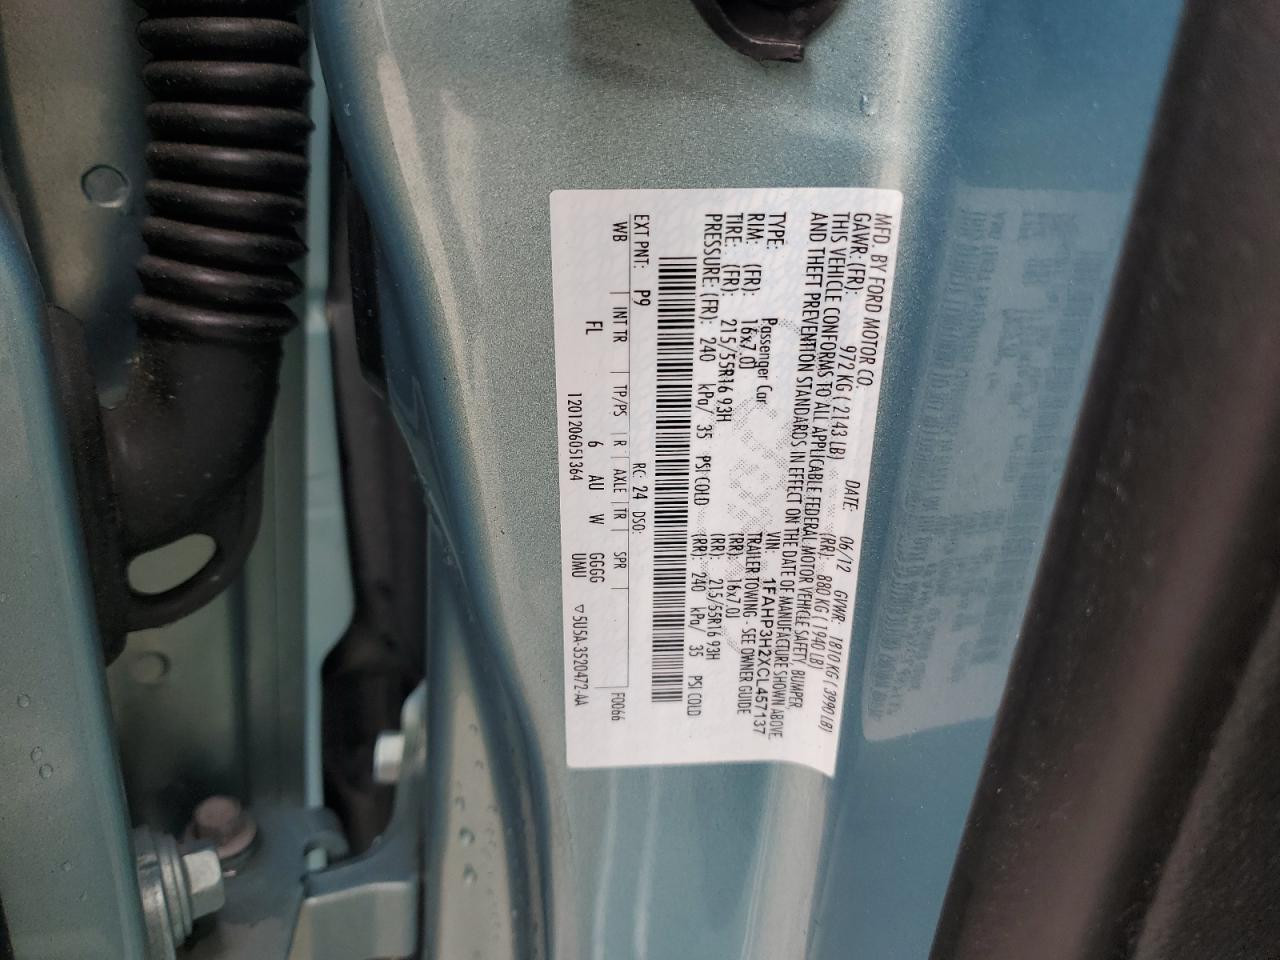 MFD. BY FORD MOTOR CO.
DATE: 06/12 GVWR: 1810 KG ( 3990 LB)
GAWR: (FR): 972 KG ( 2143 LB) (RR): 880 KG ( 1940 LB)
THIS VEHICLE CONFORMS TO ALL APPLICABLE FEDERAL MOTOR VEHICLE SAFETY, BUMPER
AND THEFT PREVENTION STANDARDS IN EFFECT ON THE DATE OF MANUFACTURE SHOWN ABOVE.
VIN: 1FAHP3H2XCL457137
TYPE: Passenger Car TRAILER TOWING - SEE OWNER GUIDE
RIM: (FR): 16x7.0J (RR): 16x7.0J
TIRE: (FR): 215/55R16 93H (RR): 215/55R16 93H
PRESSURE: (FR): 240 kPa/ 35 PSI COLD (RR): 240 kPa/ 35 PSI COLD
EXT PNT: P9 RC: 24 DSO:
WB INT TR TP/PS R AXLE TR SPR F0066
FL 6 AU W GGGG
1201206051364 UMU ▽5U5A-3520472-AA